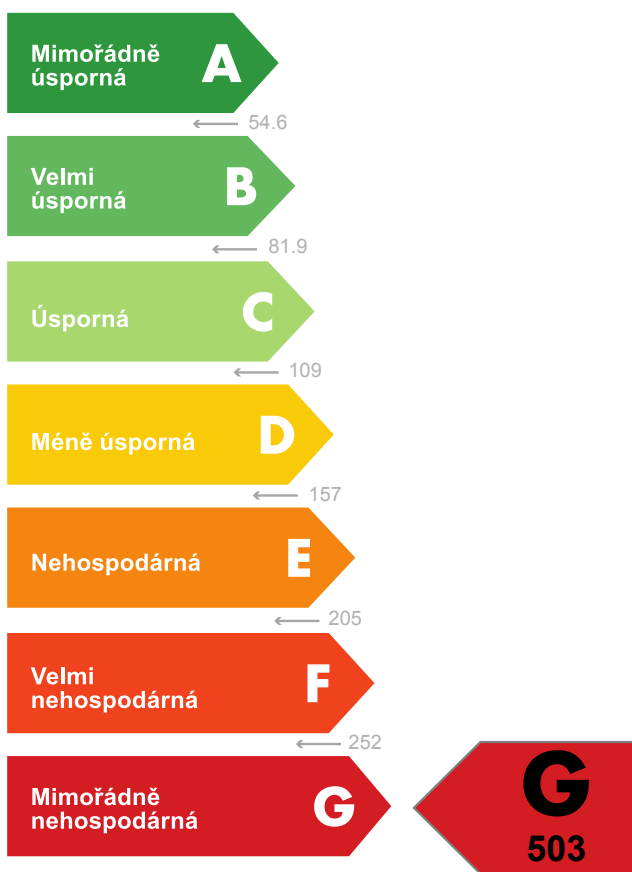 Mimořádně
úsporná
A
← 54.6
Velmi
úsporná
B
← 81.9
Úsporná
C
← 109
Méně úsporná
D
← 157
Nehospodárná
E
← 205
Velmi
nehospodárná
F
← 252
Mimořádně
nehospodárná
G
G
503